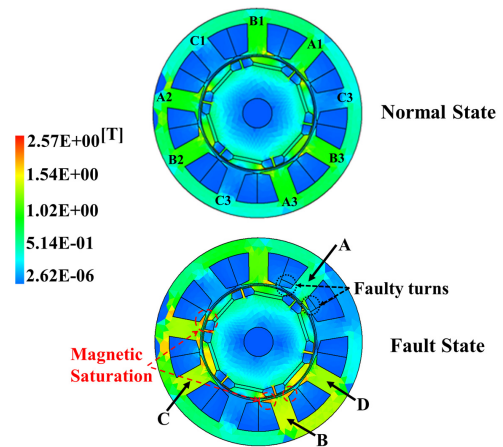 B1
C1
A1
A2
C3
B2
B3
C3
A3
Normal State
[T]
2.57E+00
1.54E+00
1.02E+00
5.14E-01
2.62E-06
A
Faulty turns
Fault State
Magnetic
Saturation
C
D
B